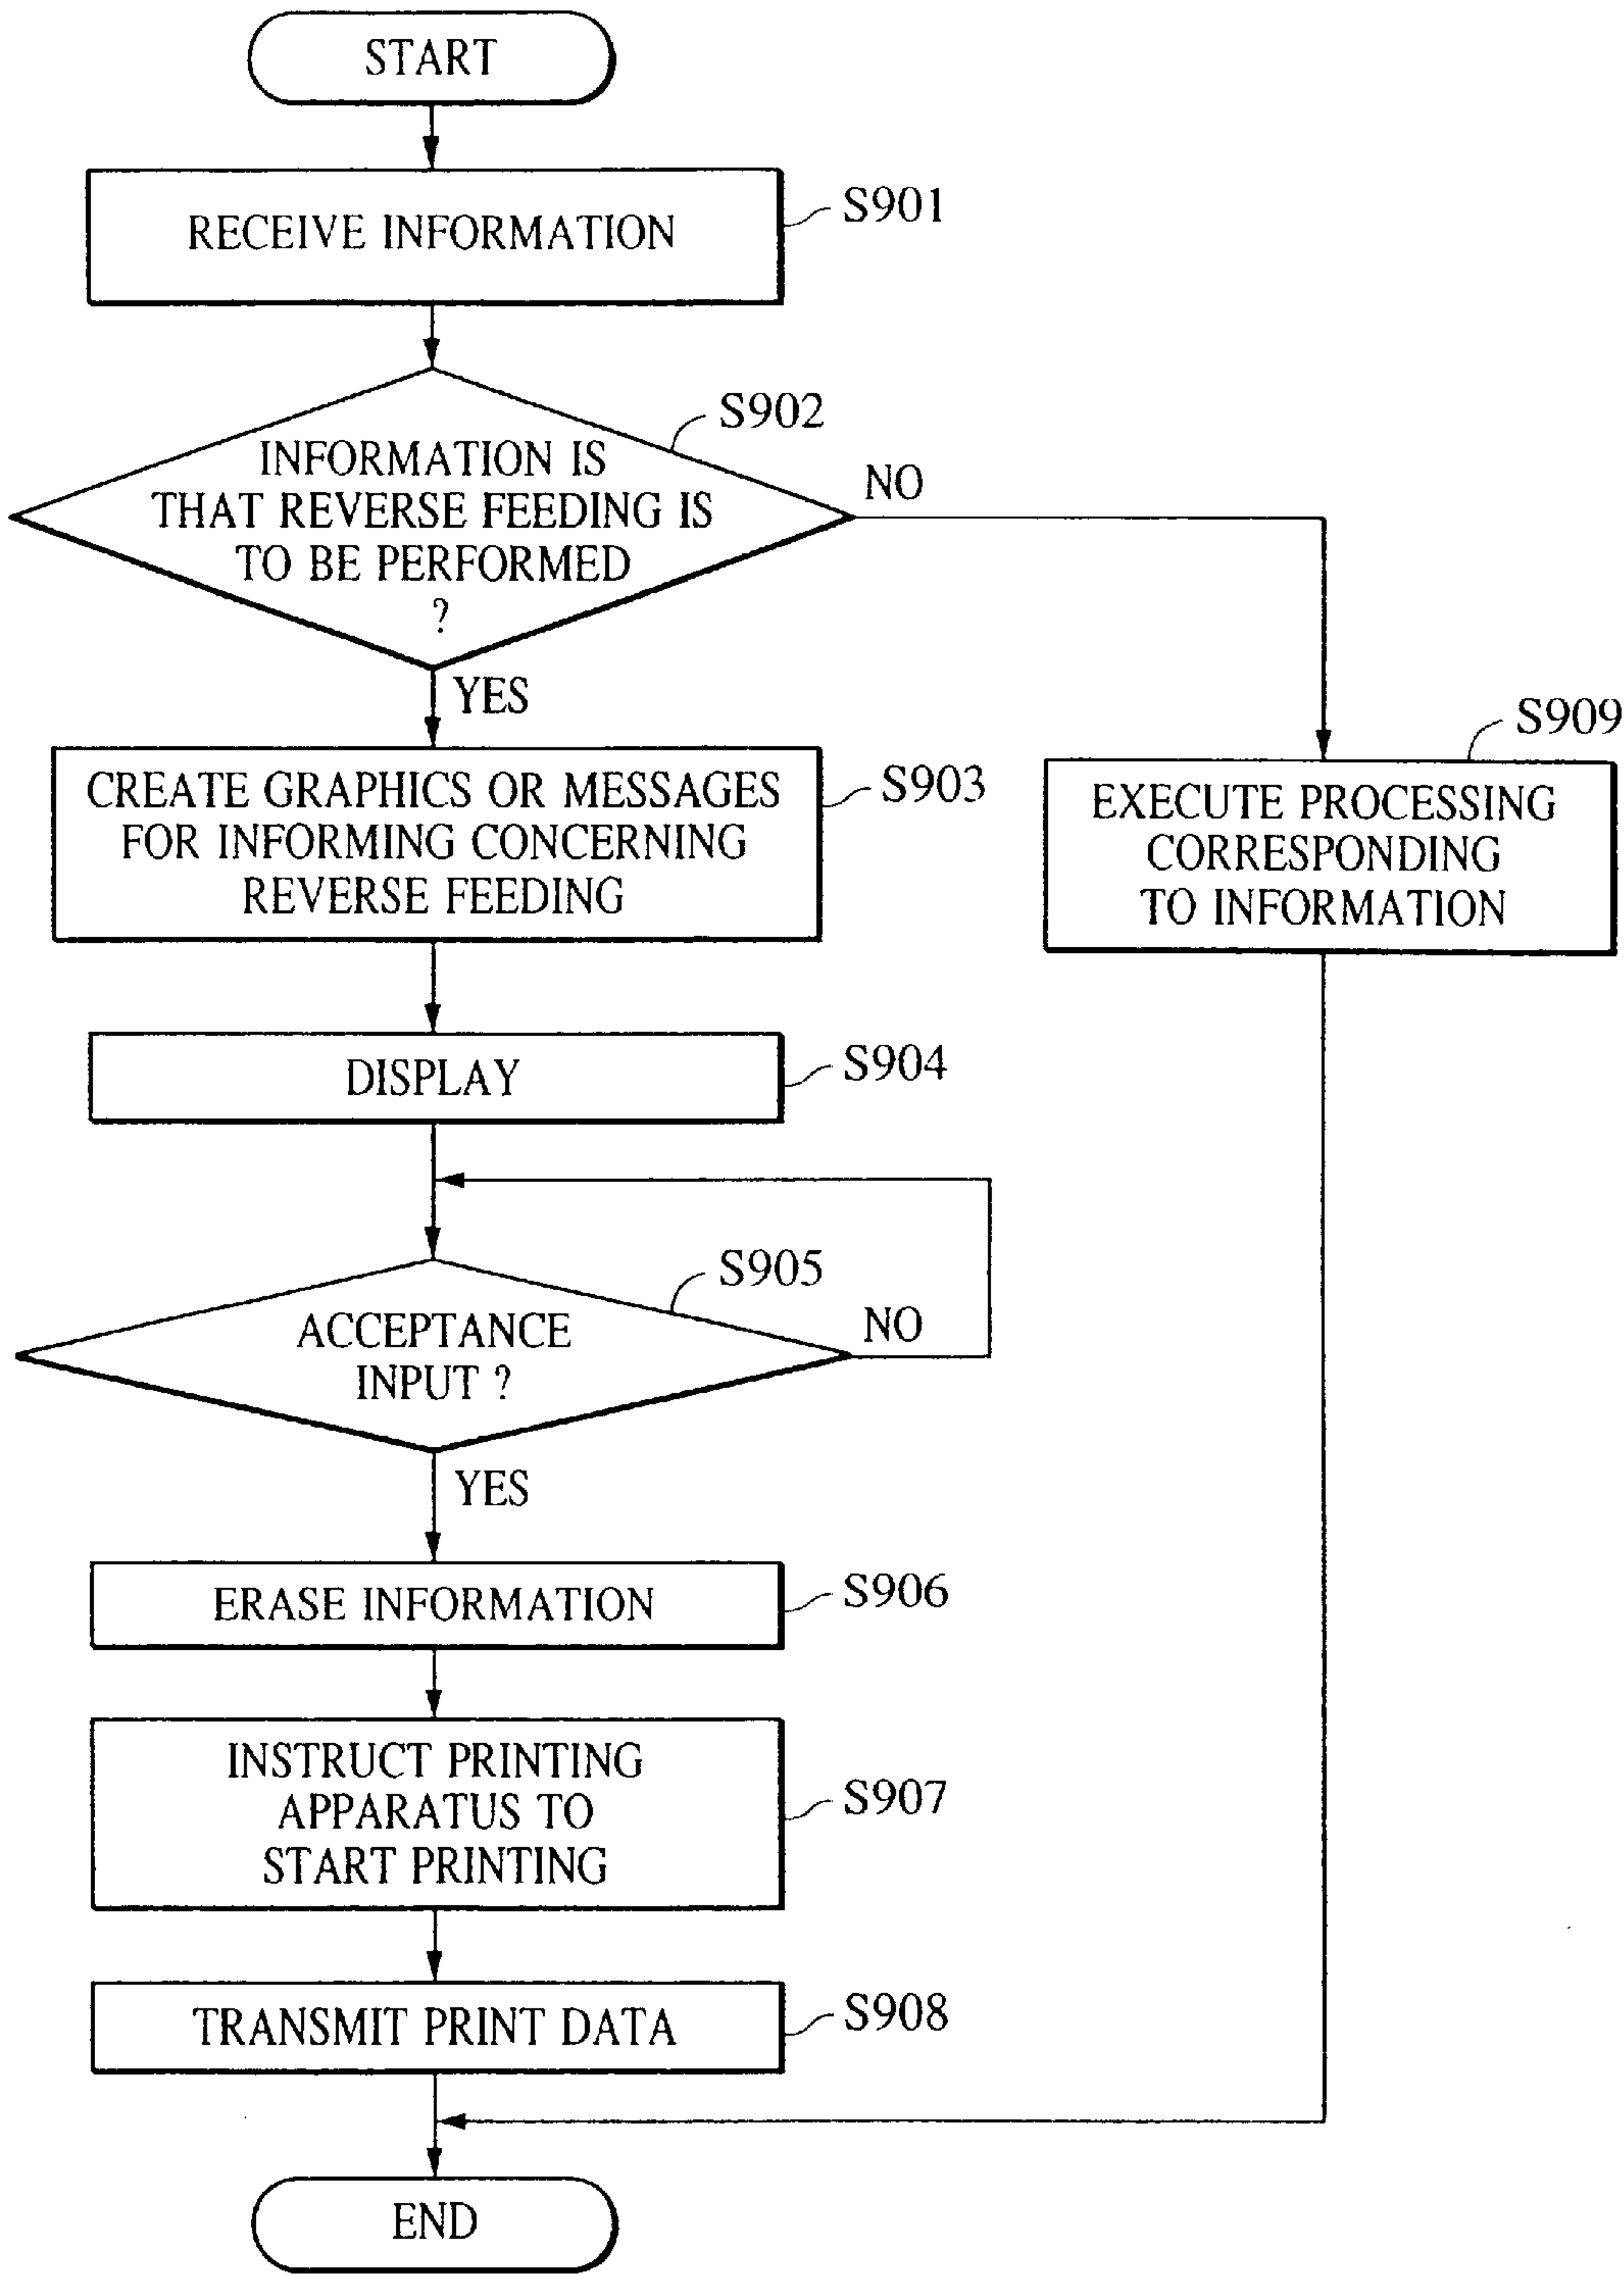 START
RECEIVE INFORMATION
S901
S902
INFORMATION IS
THAT REVERSE FEEDING IS
TO BE PERFORMED
?
NO
YES
S903
CREATE GRAPHICS OR MESSAGES
FOR INFORMING CONCERNING
REVERSE FEEDING
S909
EXECUTE PROCESSING
CORRESPONDING
TO INFORMATION
DISPLAY
S904
S905
ACCEPTANCE
INPUT ?
NO
YES
ERASE INFORMATION
S906
INSTRUCT PRINTING
APPARATUS TO
START PRINTING
S907
TRANSMIT PRINT DATA
S908
END